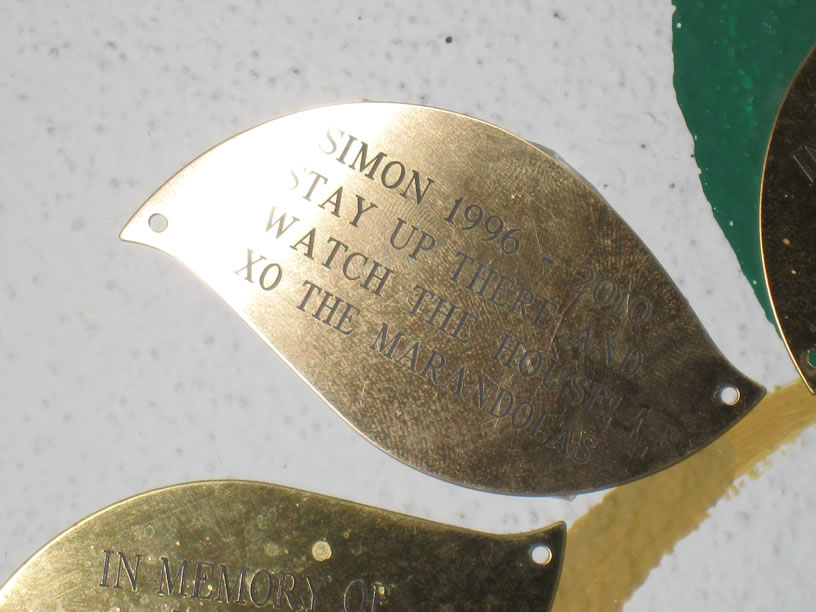 SIMON 1996 - 2010
STAY UP THERE AND
WATCH THE HOUSE!
XO THE MARANDOLAS
IN MEMORY OF